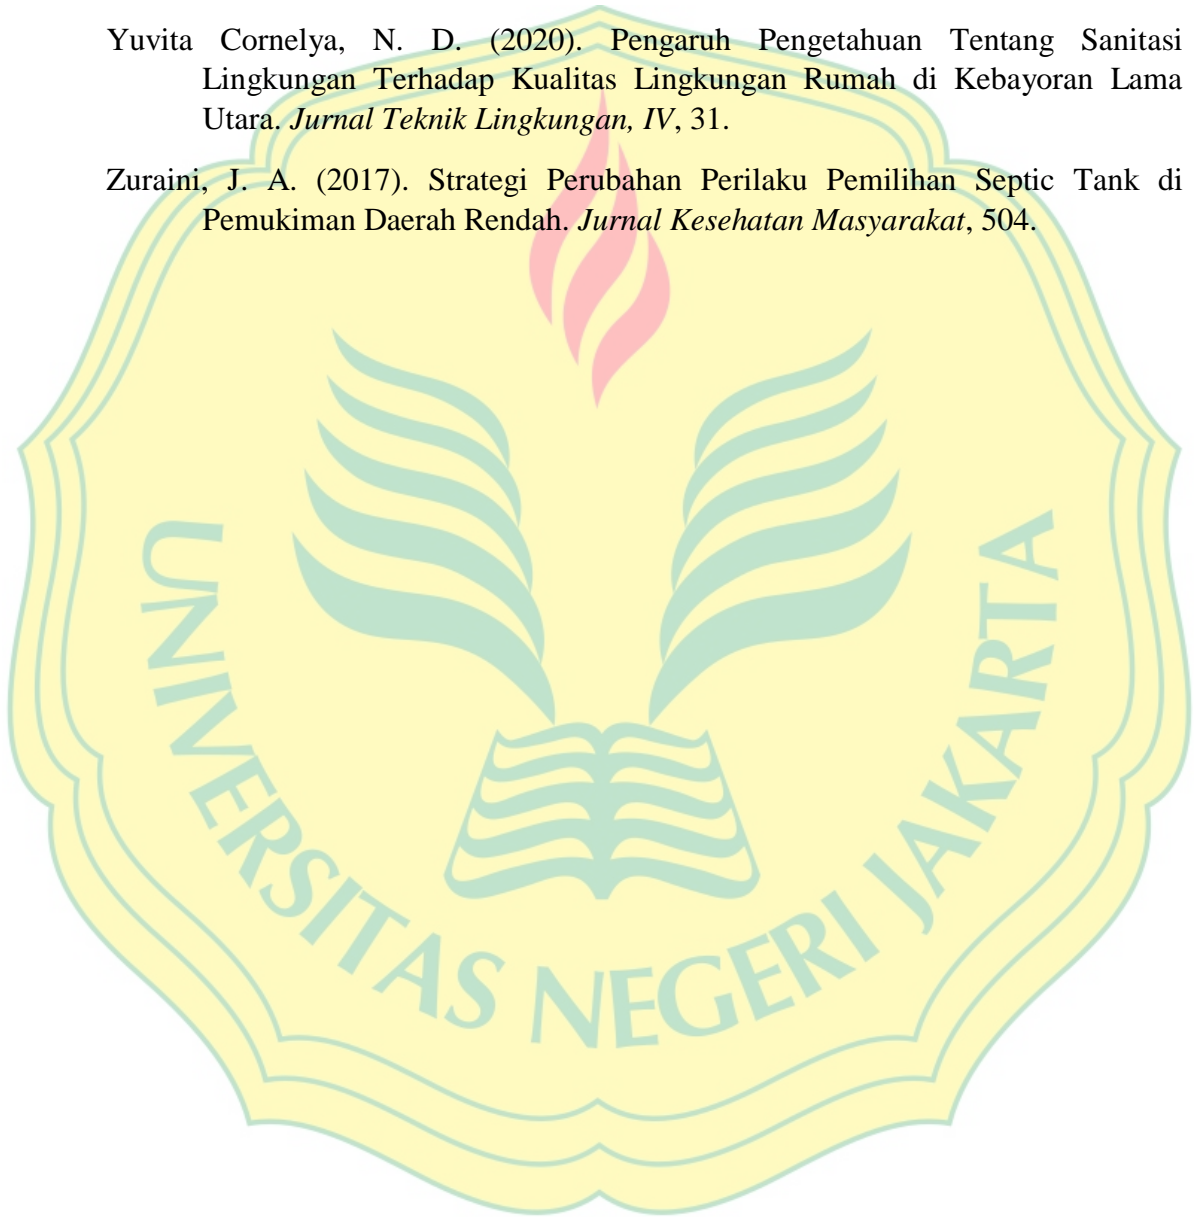 Yuvita Cornelya, N. D. (2020). Pengaruh Pengetahuan Tentang Sanitasi
Lingkungan Terhadap Kualitas Lingkungan Rumah di Kebayoran Lama
Utara. Jurnal Teknik Lingkungan, IV, 31.
Zuraini, J. A. (2017). Strategi Perubahan Perilaku Pemilihan Septic Tank di
Pemukiman Daerah Rendah. Jurnal Kesehatan Masyarakat, 504.
UNIVERSITAS NEGERI JAKARTA